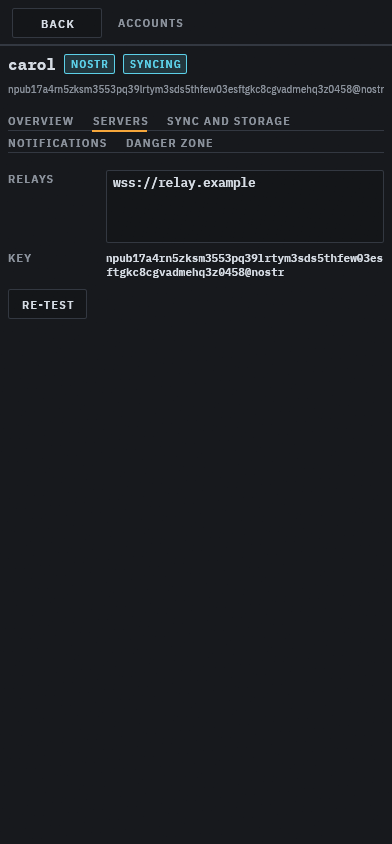 BACK ACCOUNTS
carol NOSTR SYNCING
npub17a4rn5zksm3553pq39lrtym3sds5thfew03esftgkc8cgvadmehq3z0458@nostr
OVERVIEW SERVERS SYNC AND STORAGE
NOTIFICATIONS DANGER ZONE
RELAYS wss://relay.example
KEY npub17a4rn5zksm3553pq39lrtym3sds5thfew03es
ftgkc8cgvadmehq3z0458@nostr
RE-TEST